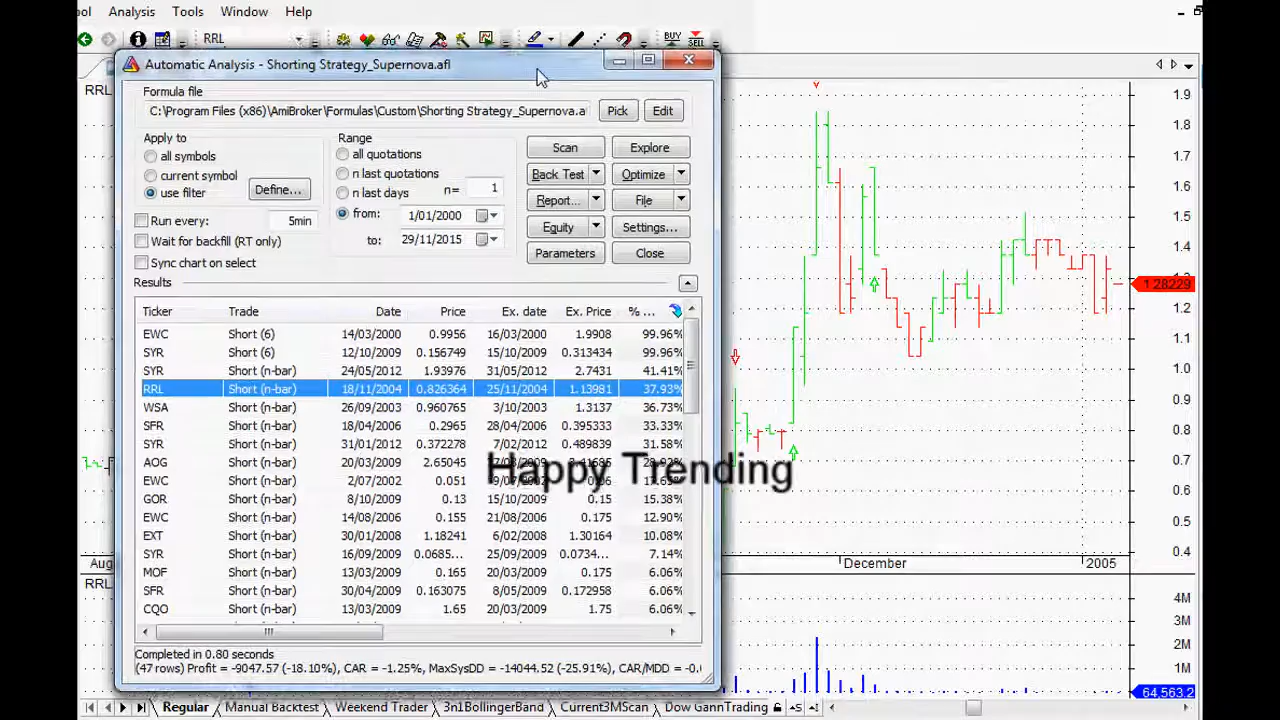 ol Analysis Tools Window Help
RRL BUY SELL
Automatic Analysis - Shorting Strategy_Supernova.afl
Formula file
C:\Program Files (x86)\AmiBroker\Formulas\Custom\Shorting Strategy_Supernova.a Pick Edit
Apply to
all symbols
current symbol
use filter Define...
Range
all quotations
n last quotations
n last days n= 1
from: 1/01/2000
to: 29/11/2015
Run every: 5min
Wait for backfill (RT only)
Sync chart on select
Scan Explore
Back Test Optimize
Report... File
Equity Settings...
Parameters Close
Results
Ticker Trade Date Price Ex. date Ex. Price % ...
EWC Short (6) 14/03/2000 0.9956 16/03/2000 1.9908 99.96%
SYR Short (6) 12/10/2009 0.156749 15/10/2009 0.313434 99.96%
SYR Short (n-bar) 24/05/2012 1.93976 31/05/2012 2.7431 41.41%
RRL Short (n-bar) 18/11/2004 0.826364 25/11/2004 1.13981 37.93%
WSA Short (n-bar) 26/09/2003 0.960765 3/10/2003 1.3137 36.73%
SFR Short (n-bar) 18/04/2006 0.2965 28/04/2006 0.395333 33.33%
SYR Short (n-bar) 31/01/2012 0.372278 7/02/2012 0.489839 31.58%
AOG Short (n-bar) 20/03/2009 2.65045
EWC Short (n-bar) 2/07/2002 0.051
GOR Short (n-bar) 8/10/2009 0.13 15/10/2009 0.15 15.38%
EWC Short (n-bar) 14/08/2006 0.155 21/08/2006 0.175 12.90%
EXT Short (n-bar) 30/01/2008 1.18241 6/02/2008 1.30164 10.08%
SYR Short (n-bar) 16/09/2009 0.0685... 25/09/2009 0.0734... 7.14%
MOF Short (n-bar) 13/03/2009 0.165 20/03/2009 0.175 6.06%
SFR Short (n-bar) 30/04/2009 0.163075 8/05/2009 0.172958 6.06%
CQO Short (n-bar) 13/03/2009 1.65 20/03/2009 1.75 6.06%
Happy Trending
Completed in 0.80 seconds
(47 rows) Profit = -9047.57 (-18.10%), CAR = -1.25%, MaxSysDD = -14044.52 (-25.91%), CAR/MDD = -0.
RRL
1.9
1.8
1.7
1.6
1.5
1.4
1.3
1.28229
1.2
1.1
1.0
0.9
0.8
0.7
0.6
0.5
0.4
Aug December 2005
RRL
4M
3M
2M
1M
64,563.2
Regular Manual Backtest Weekend Trader 3n1BollingerBand Current3MScan Dow GannTrading